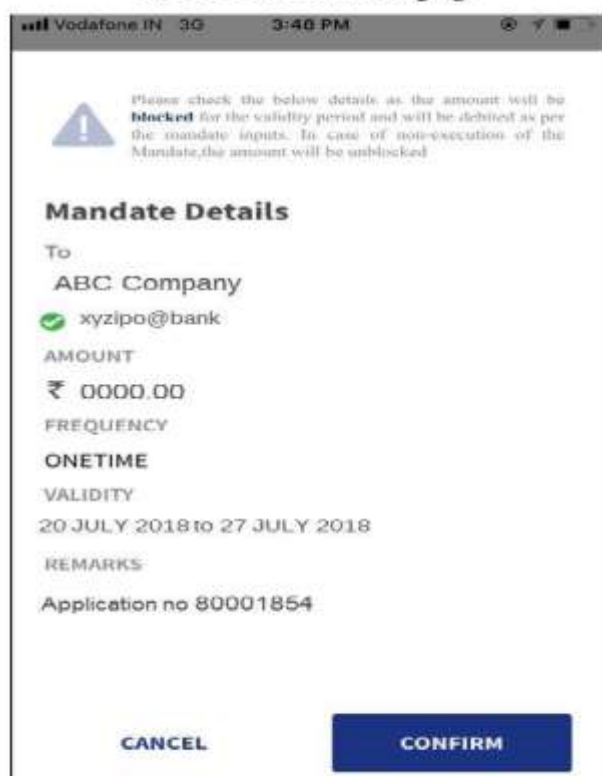 Vodafone IN 3G 3:40 PM
Please check the below details as the amount will be
blocked for the validity period and will be debited as per
the mandate inputs. In case of non-execution of the
Mandate,the amount will be unblocked
Mandate Details
To
ABC Company
xyzipo@bank
AMOUNT
₹ 0000.00
FREQUENCY
ONETIME
VALIDITY
20 JULY 2018 to 27 JULY 2018
REMARKS
Application no 80001854
CANCEL CONFIRM